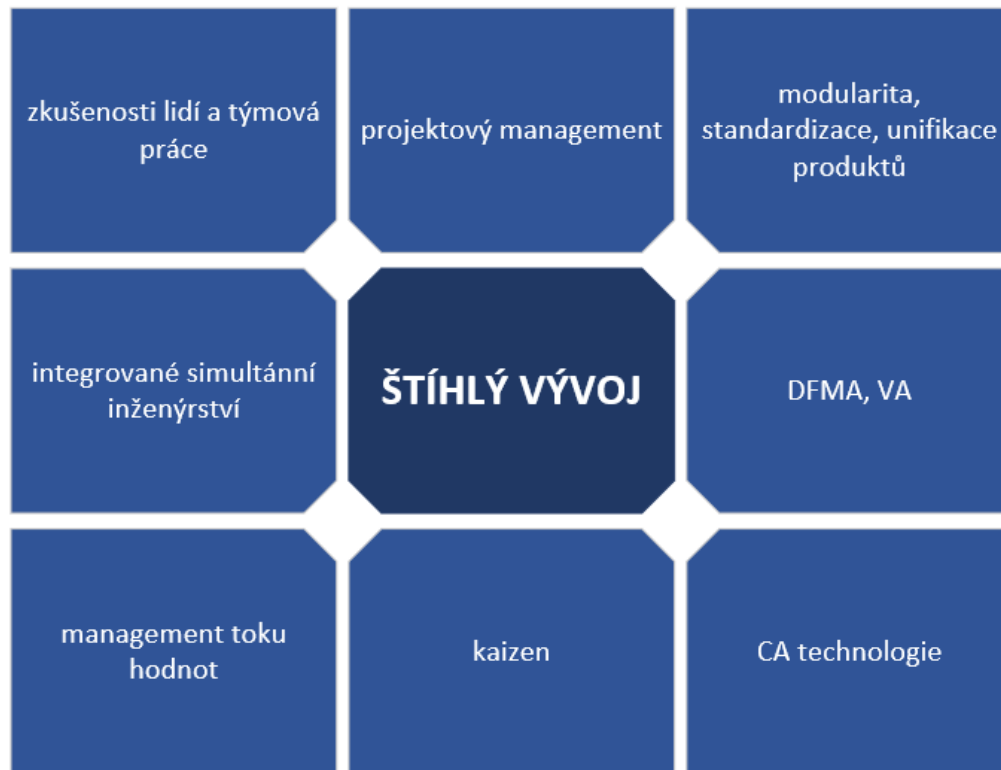 zkušenosti lidí a týmová
práce
projektový management
modularita,
standardizace, unifikace
produktů
integrované simultánní
inženýrství
ŠTÍHLÝ VÝVOJ
DFMA, VA
management toku
hodnot
kaizen
CA technologie